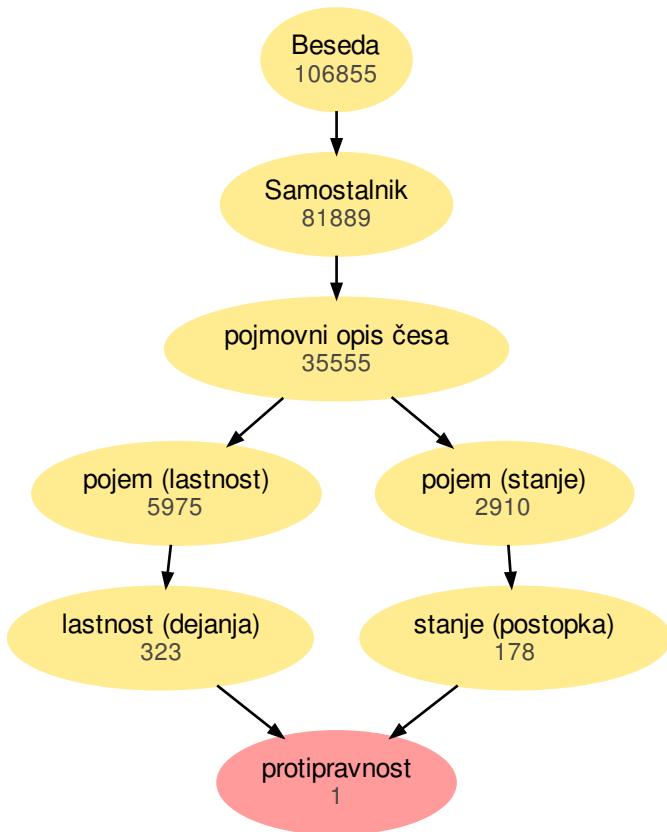 Beseda
106855
Samostalnik
81889
pojmovni opis česa
35555
pojem (lastnost)
5975
pojem (stanje)
2910
lastnost (dejanja)
323
stanje (postopka)
178
protipravnost
1